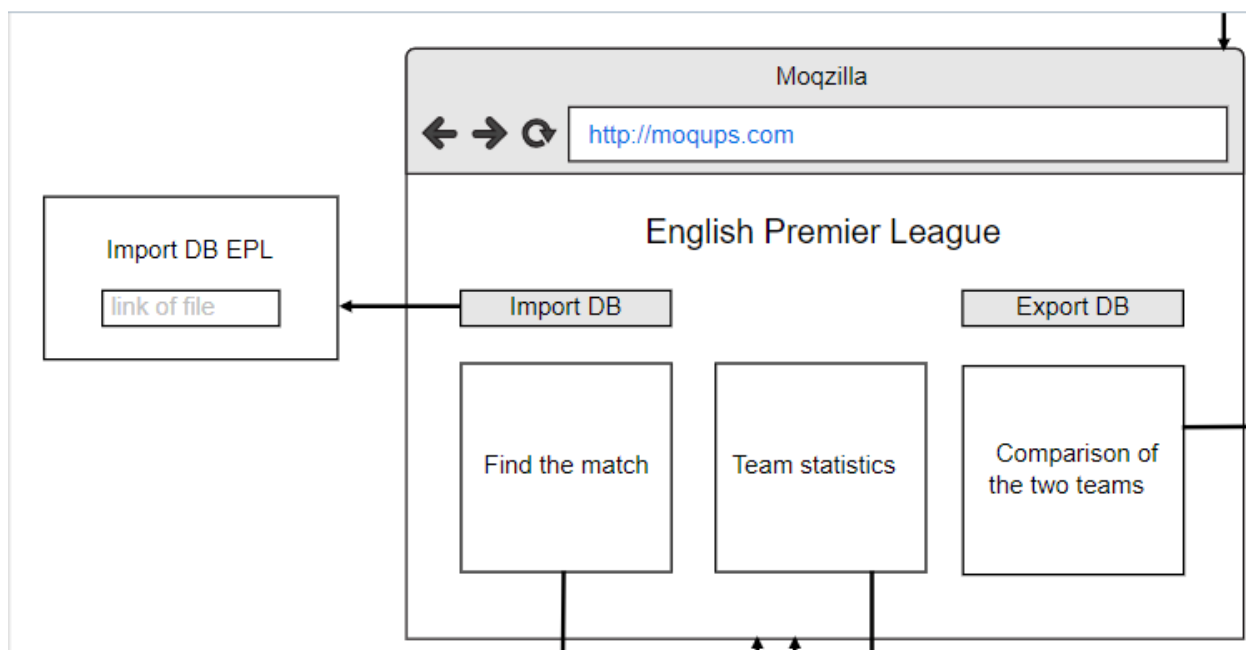 Moqzilla
http://moqups.com
English Premier League
Import DB EPL
link of file
Import DB
Export DB
Find the match
Team statistics
Comparison of
the two teams